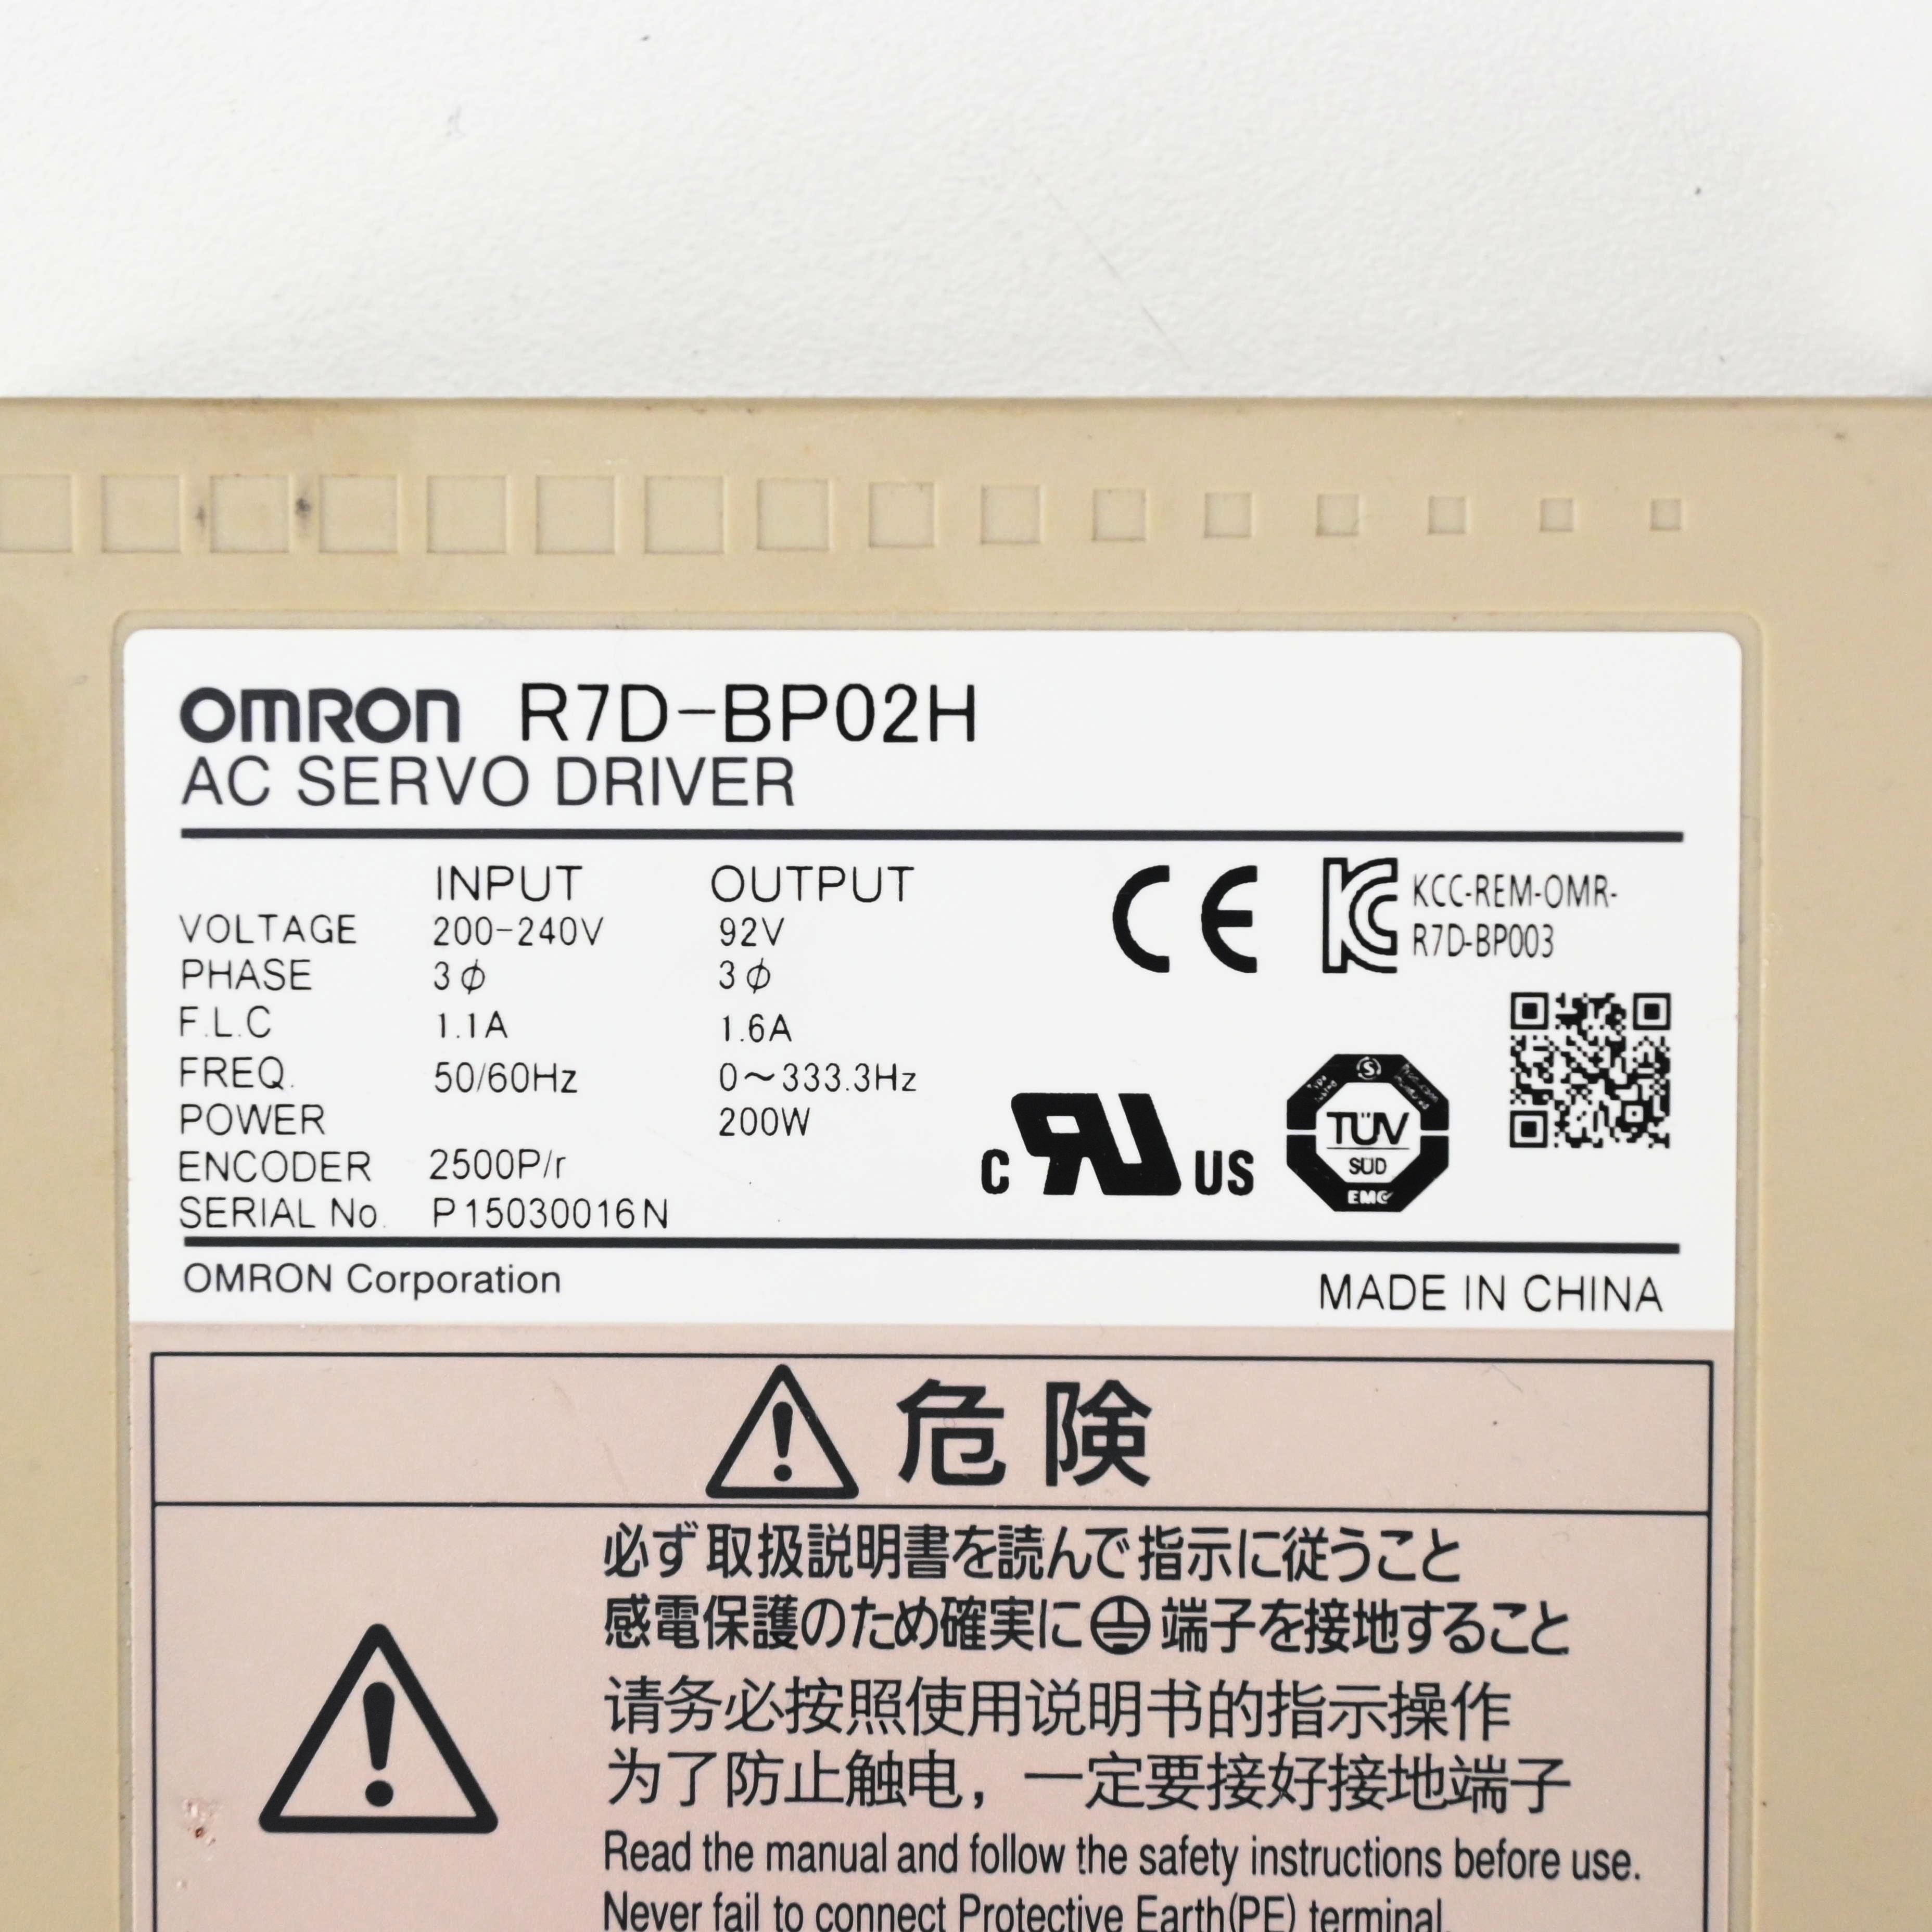 OMRON R7D-BP02H
AC SERVO DRIVER
INPUT OUTPUT
VOLTAGE 200-240V 92V
PHASE 3φ 3φ
F.L.C 1.1A 1.6A
FREQ. 50/60Hz 0～333.3Hz
POWER 200W
ENCODER 2500P/r
SERIAL No. P15030016N
CE
KC KCC-REM-OMR-
R7D-BP003
c RU US
TÜV
SÜD
EMC
OMRON Corporation MADE IN CHINA
危険
必ず取扱説明書を読んで指示に従うこと
感電保護のため確実に端子を接地すること
请务必按照使用说明书的指示操作
为了防止触电，一定要接好接地端子
Read the manual and follow the safety instructions before use.
Never fail to connect Protective Earth(PE) terminal.